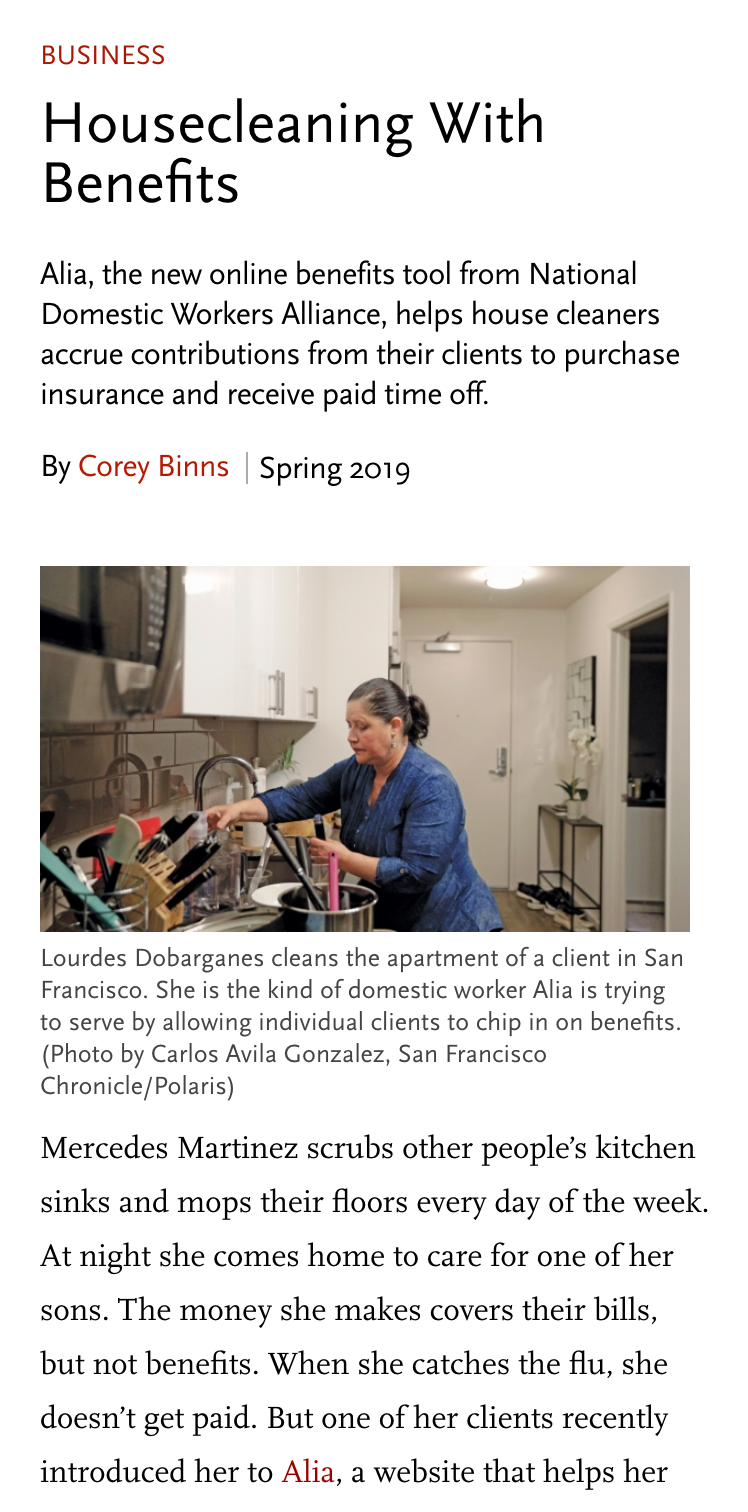 BUSINESS
Housecleaning With
Benefits
Alia, the new online benefits tool from National
Domestic Workers Alliance, helps house cleaners
accrue contributions from their clients to purchase
insurance and receive paid time off.
By Corey Binns | Spring 2019
Lourdes Dobarganes cleans the apartment of a client in San
Francisco. She is the kind of domestic worker Alia is trying
to serve by allowing individual clients to chip in on benefits.
(Photo by Carlos Avila Gonzalez, San Francisco
Chronicle/Polaris)
Mercedes Martinez scrubs other people’s kitchen
sinks and mops their floors every day of the week.
At night she comes home to care for one of her
sons. The money she makes covers their bills,
but not benefits. When she catches the flu, she
doesn’t get paid. But one of her clients recently
introduced her to Alia, a website that helps her